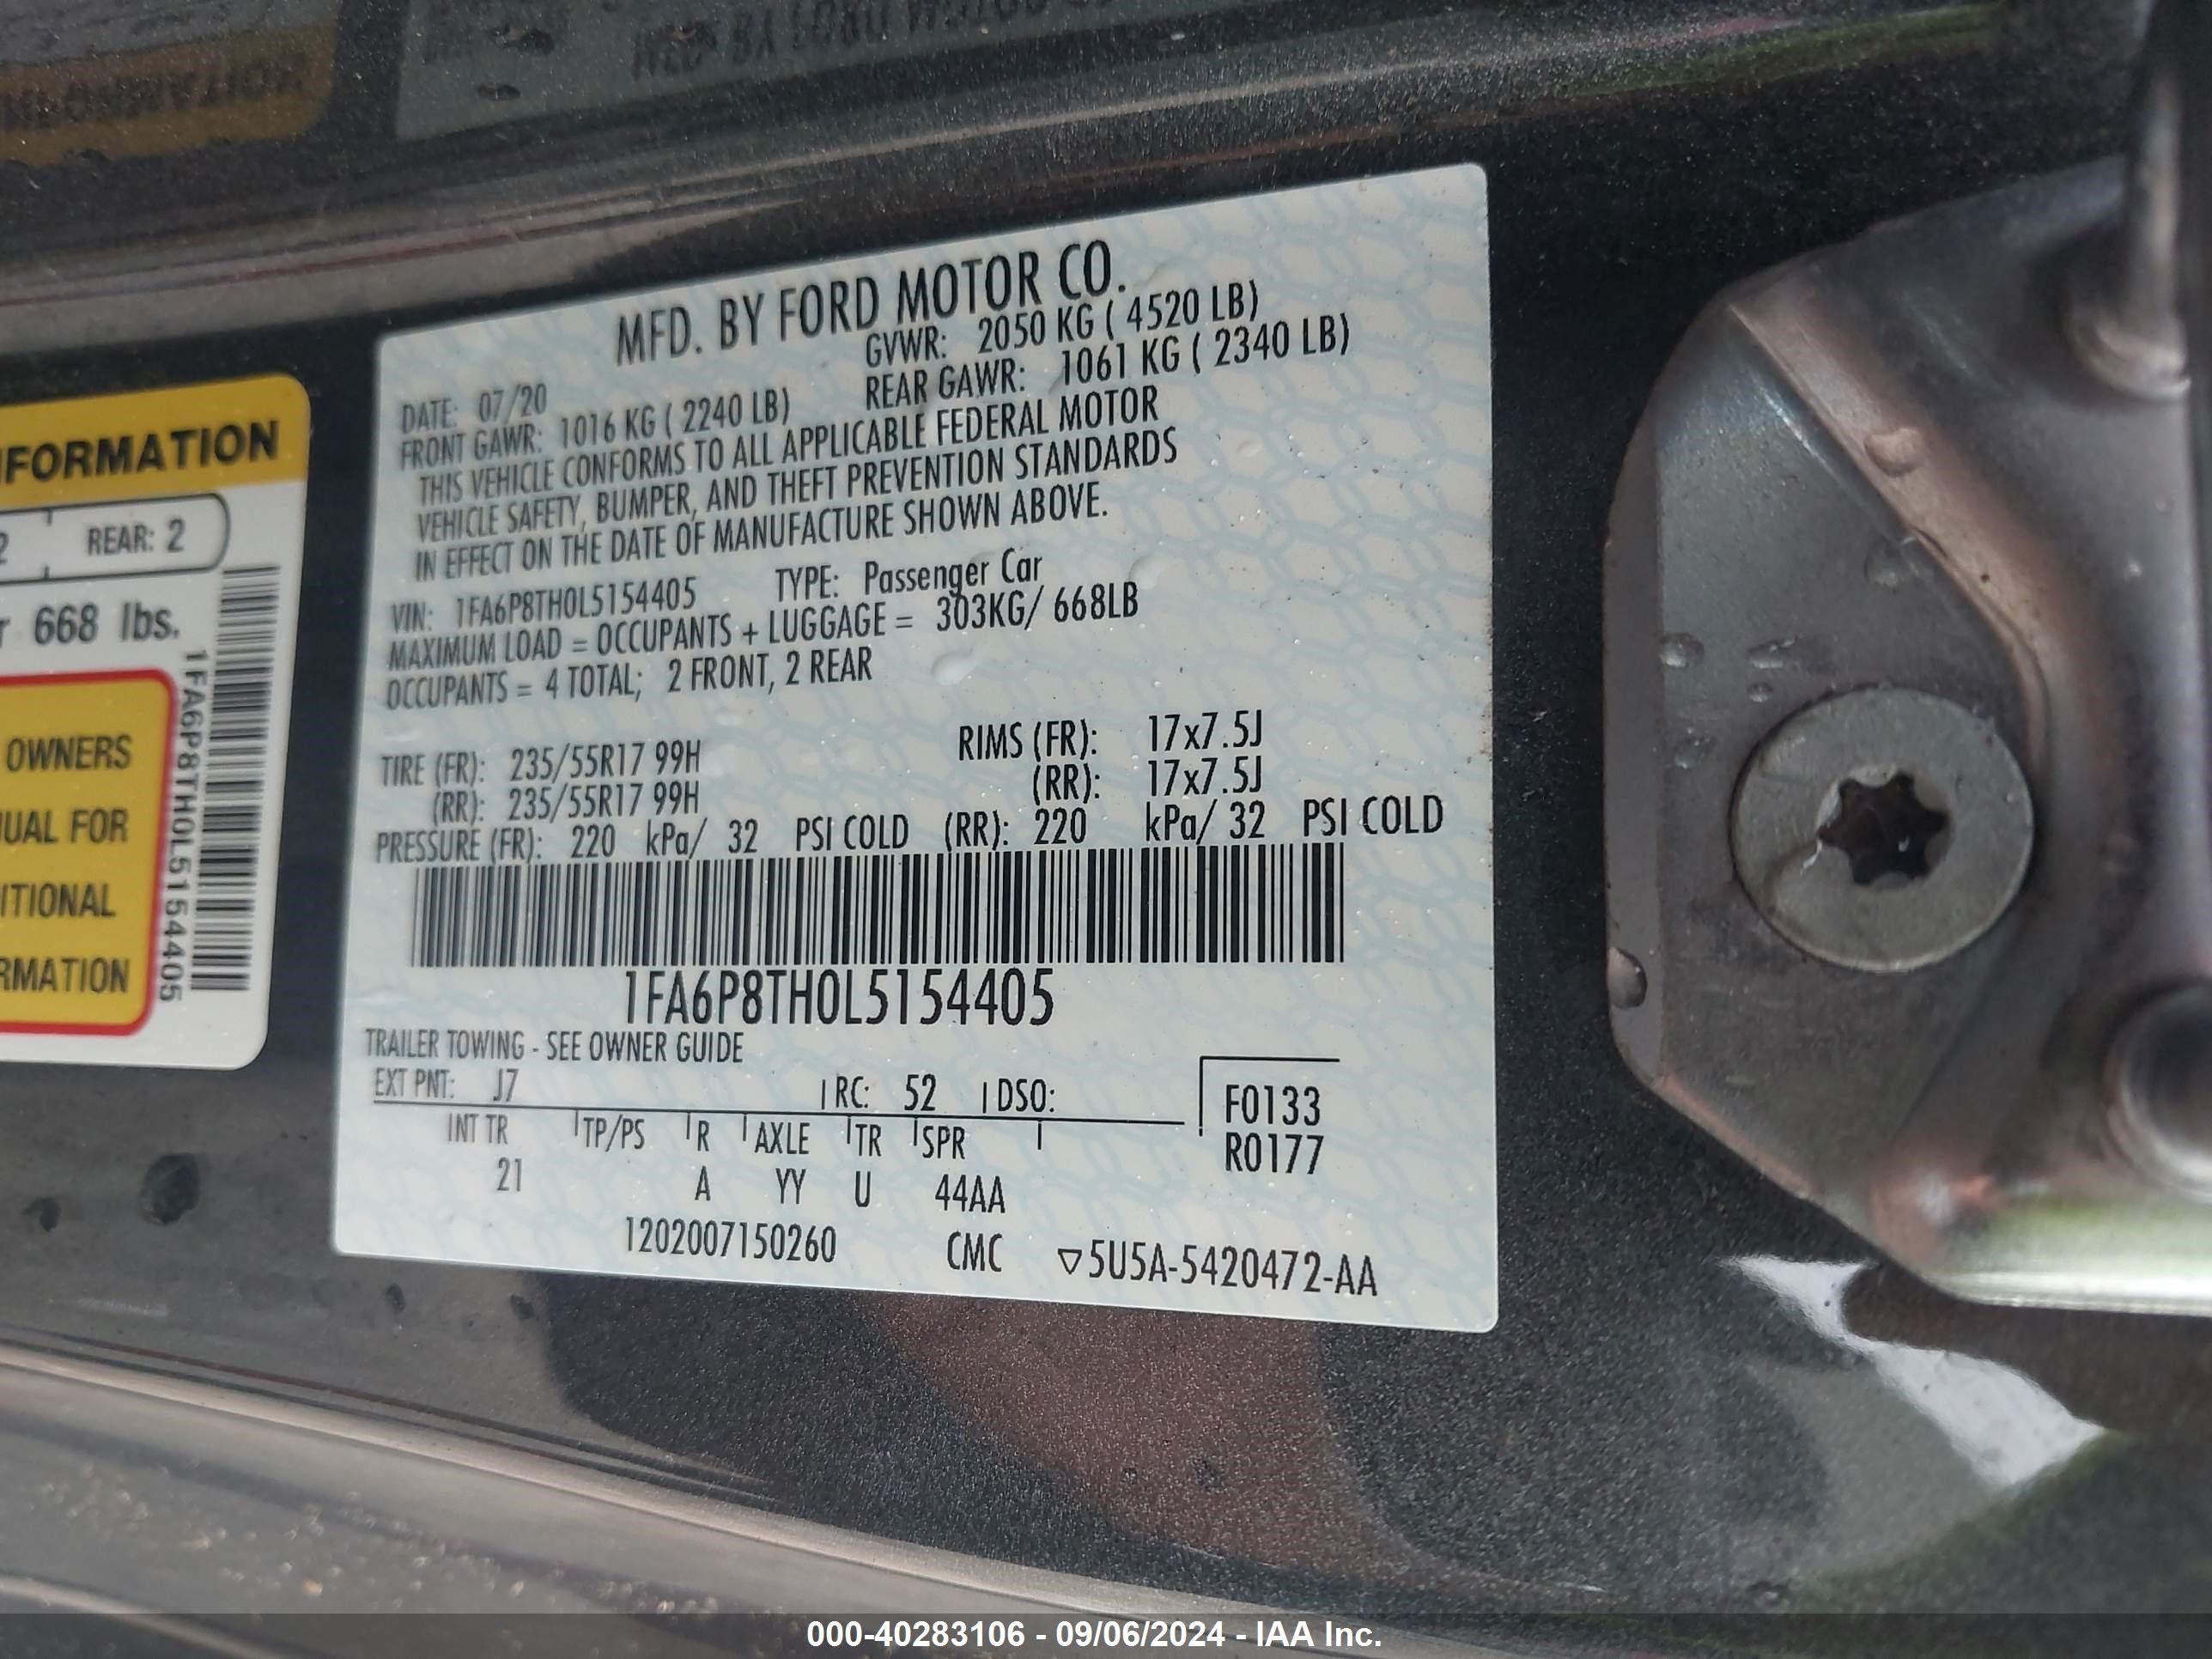 MFD. BY FORD MOTOR CO.
DATE: 07/20 GVWR: 2050 KG ( 4520 LB)
FRONT GAWR: 1016 KG ( 2240 LB) REAR GAWR: 1061 KG ( 2340 LB)
THIS VEHICLE CONFORMS TO ALL APPLICABLE FEDERAL MOTOR
VEHICLE SAFETY, BUMPER, AND THEFT PREVENTION STANDARDS
IN EFFECT ON THE DATE OF MANUFACTURE SHOWN ABOVE.
VIN: 1FA6P8TH0L5154405 TYPE: Passenger Car
MAXIMUM LOAD = OCCUPANTS + LUGGAGE = 303KG/ 668LB
OCCUPANTS = 4 TOTAL; 2 FRONT, 2 REAR
TIRE (FR): 235/55R17 99H RIMS (FR): 17x7.5J
(RR): 235/55R17 99H (RR): 17x7.5J
PRESSURE (FR): 220 kPa/ 32 PSI COLD (RR): 220 kPa/ 32 PSI COLD
1FA6P8TH0L5154405
TRAILER TOWING - SEE OWNER GUIDE
EXT PNT: J7 RC: 52 DSO: F0133
INT TR TP/PS R AXLE TR SPR R0177
21 A YY U 44AA
1202007150260 CMC ▽5U5A-5420472-AA
FORMATION
2 REAR: 2
r 668 lbs.
OWNERS
UAL FOR
ITIONAL
RMATION
1FA6P8TH0L5154405
000-40283106 - 09/06/2024 - IAA Inc.